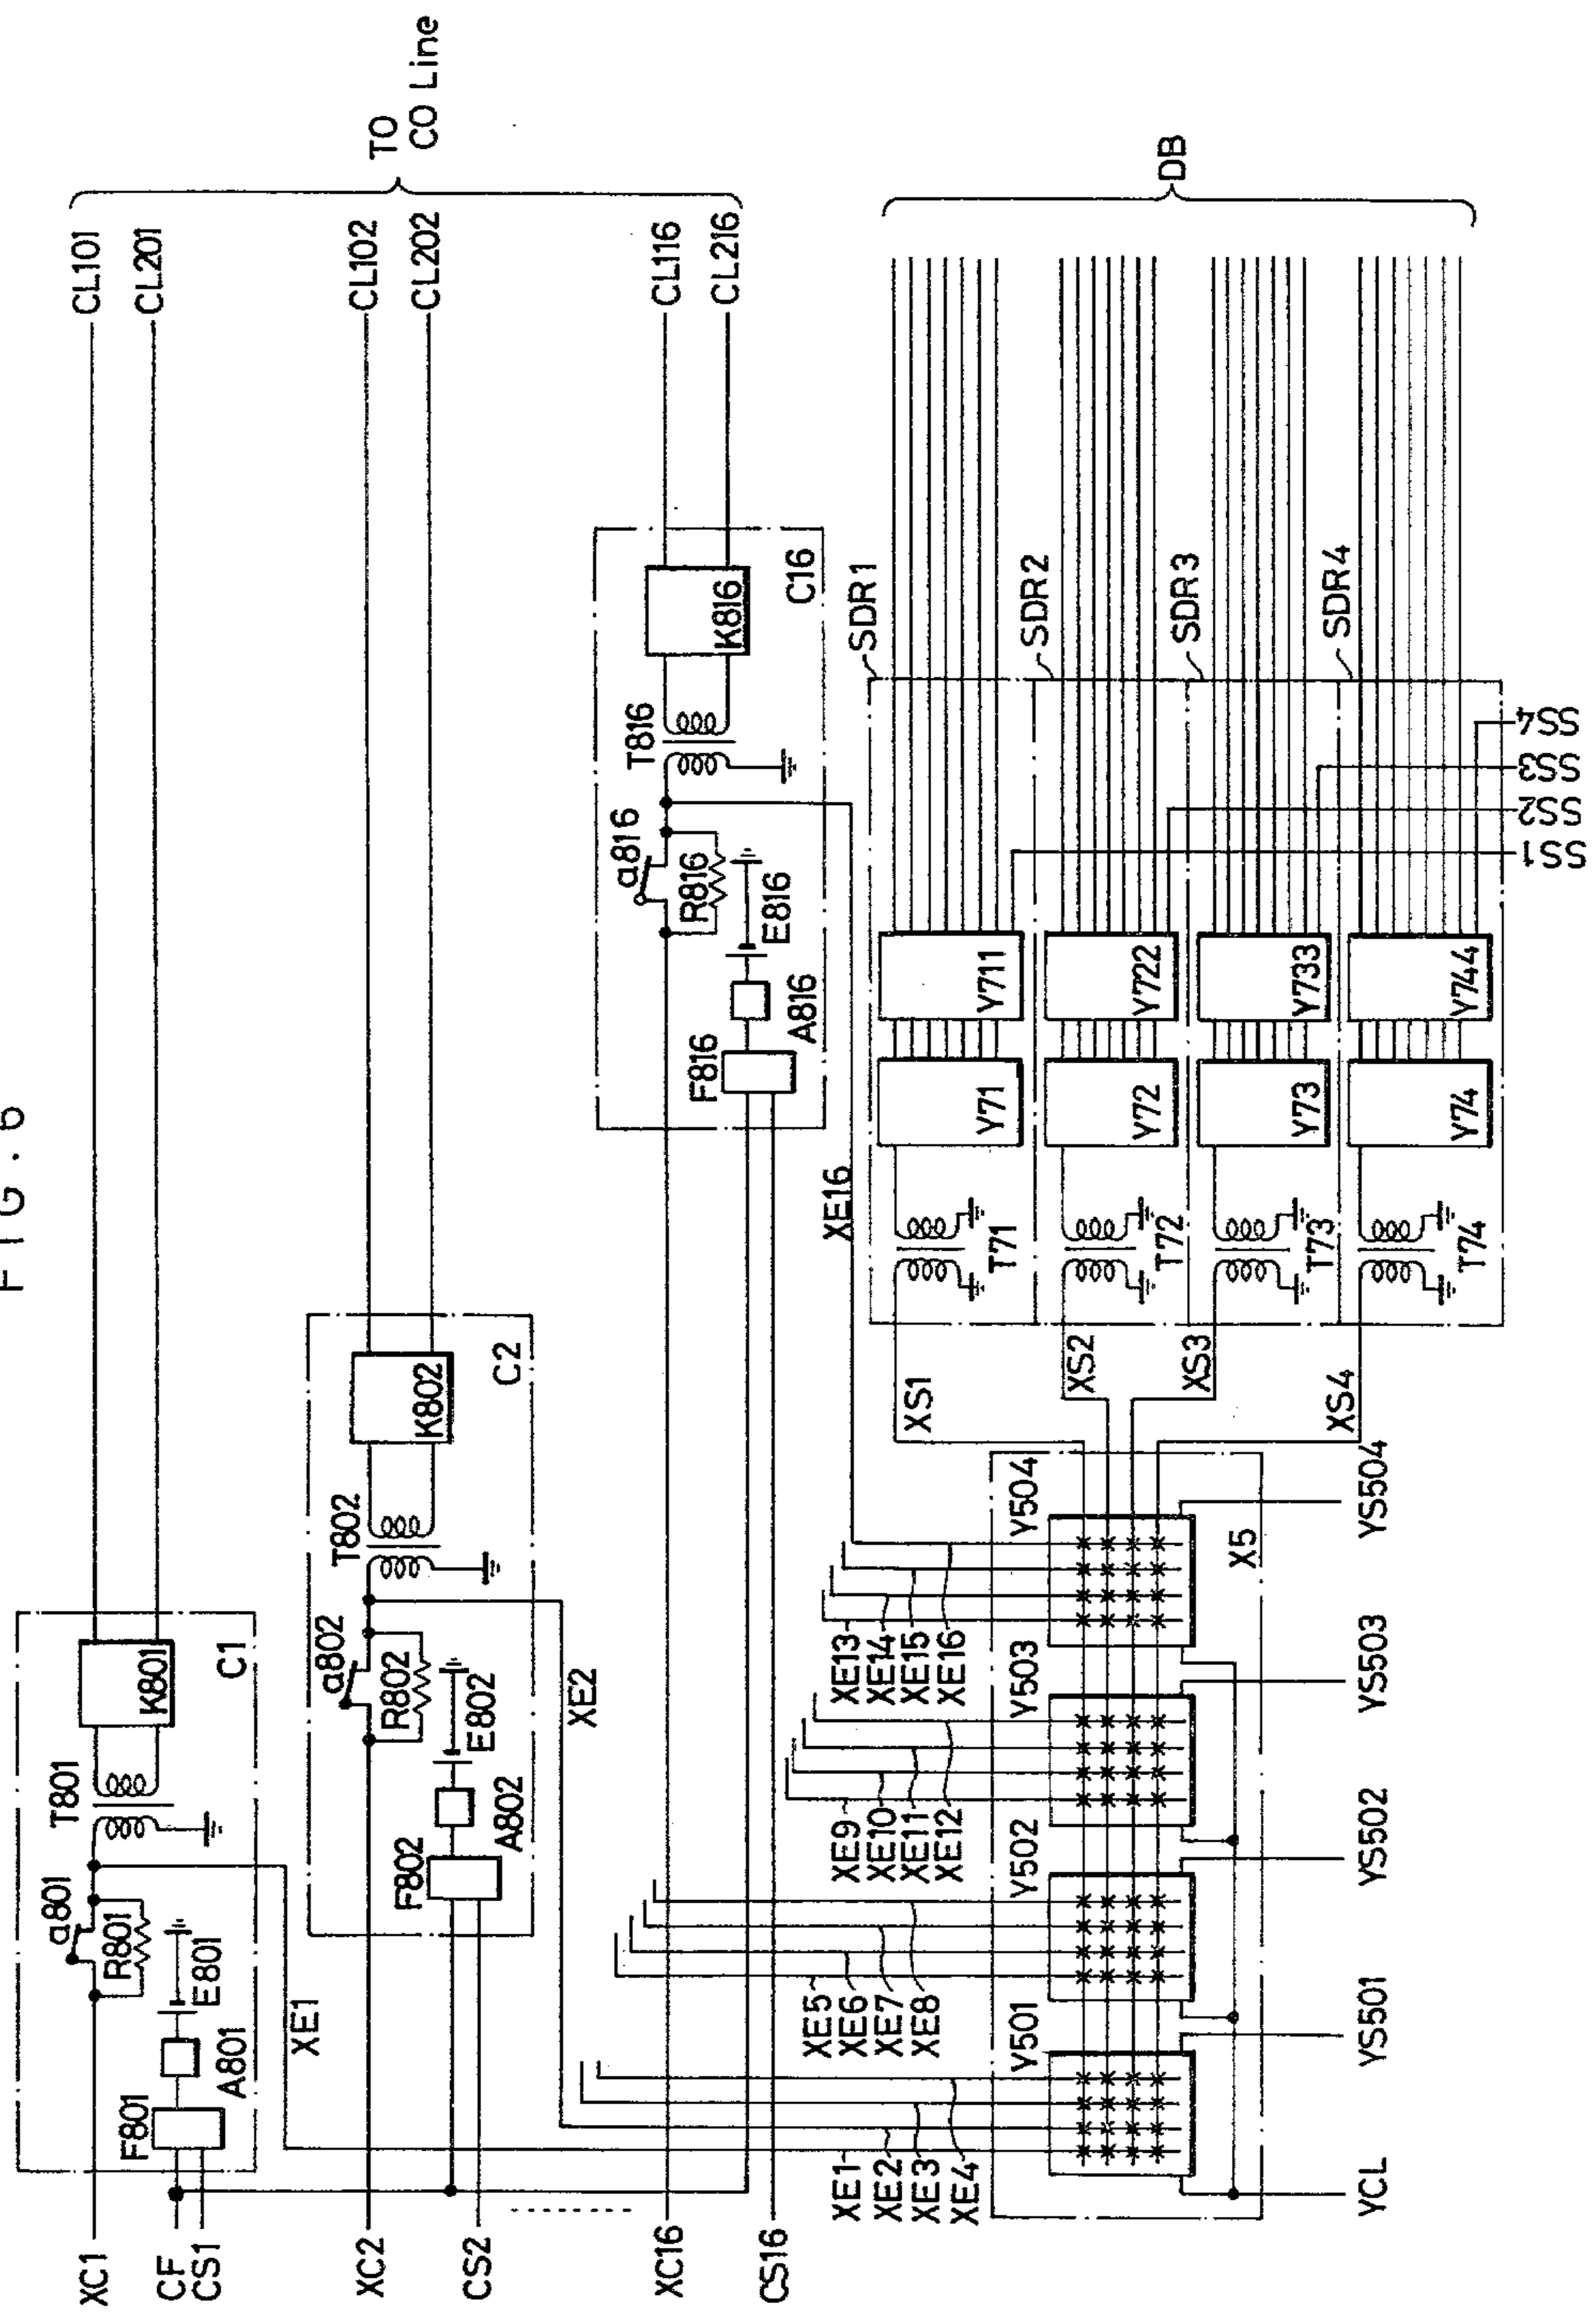 FIG. 6
XC1
CF
CS1
F801
A801
E801
R801
a801
T801
K801
C1
CL101
CL201
XE1
XC2
CS2
F802
A802
E802
R802
a802
T802
K802
C2
CL102
CL202
XE2
TO
CO Line
XC16
CS16
F816
A816
E816
R816
a816
T816
K816
C16
CL116
CL216
XE16
XE1
XE2
XE3
XE4
XE5
XE6
XE7
XE8
XE9
XE10
XE11
XE12
XE13
XE14
XE15
XE16
Y501
Y502
Y503
Y504
X5
YCL
YS501
YS502
YS503
YS504
XS1
XS2
XS3
XS4
T71
T72
T73
T74
Y71
Y72
Y73
Y74
Y711
Y722
Y733
Y744
SDR1
SDR2
SDR3
SDR4
SS1
SS2
SS3
SS4
DB